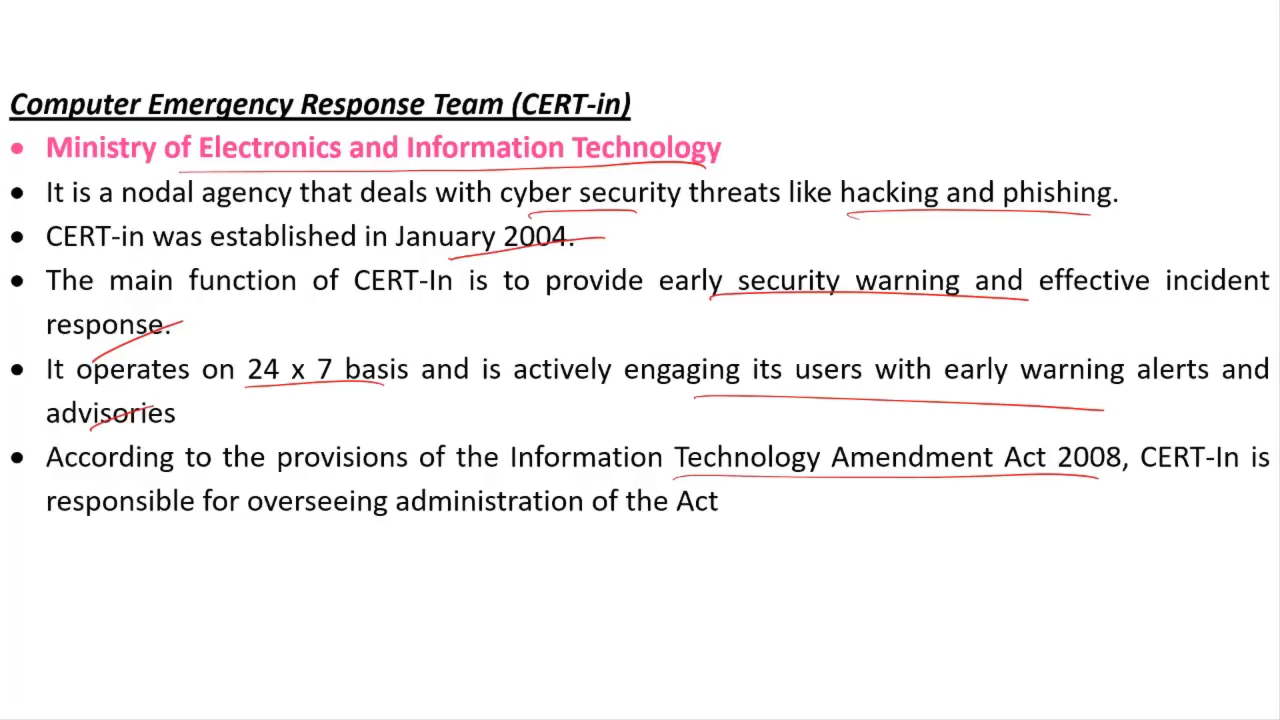 Computer Emergency Response Team (CERT-in)
• Ministry of Electronics and Information Technology
• It is a nodal agency that deals with cyber security threats like hacking and phishing.
• CERT-in was established in January 2004.
• The main function of CERT-In is to provide early security warning and effective incident
response.
• It operates on 24 x 7 basis and is actively engaging its users with early warning alerts and
advisories
• According to the provisions of the Information Technology Amendment Act 2008, CERT-In is
responsible for overseeing administration of the Act